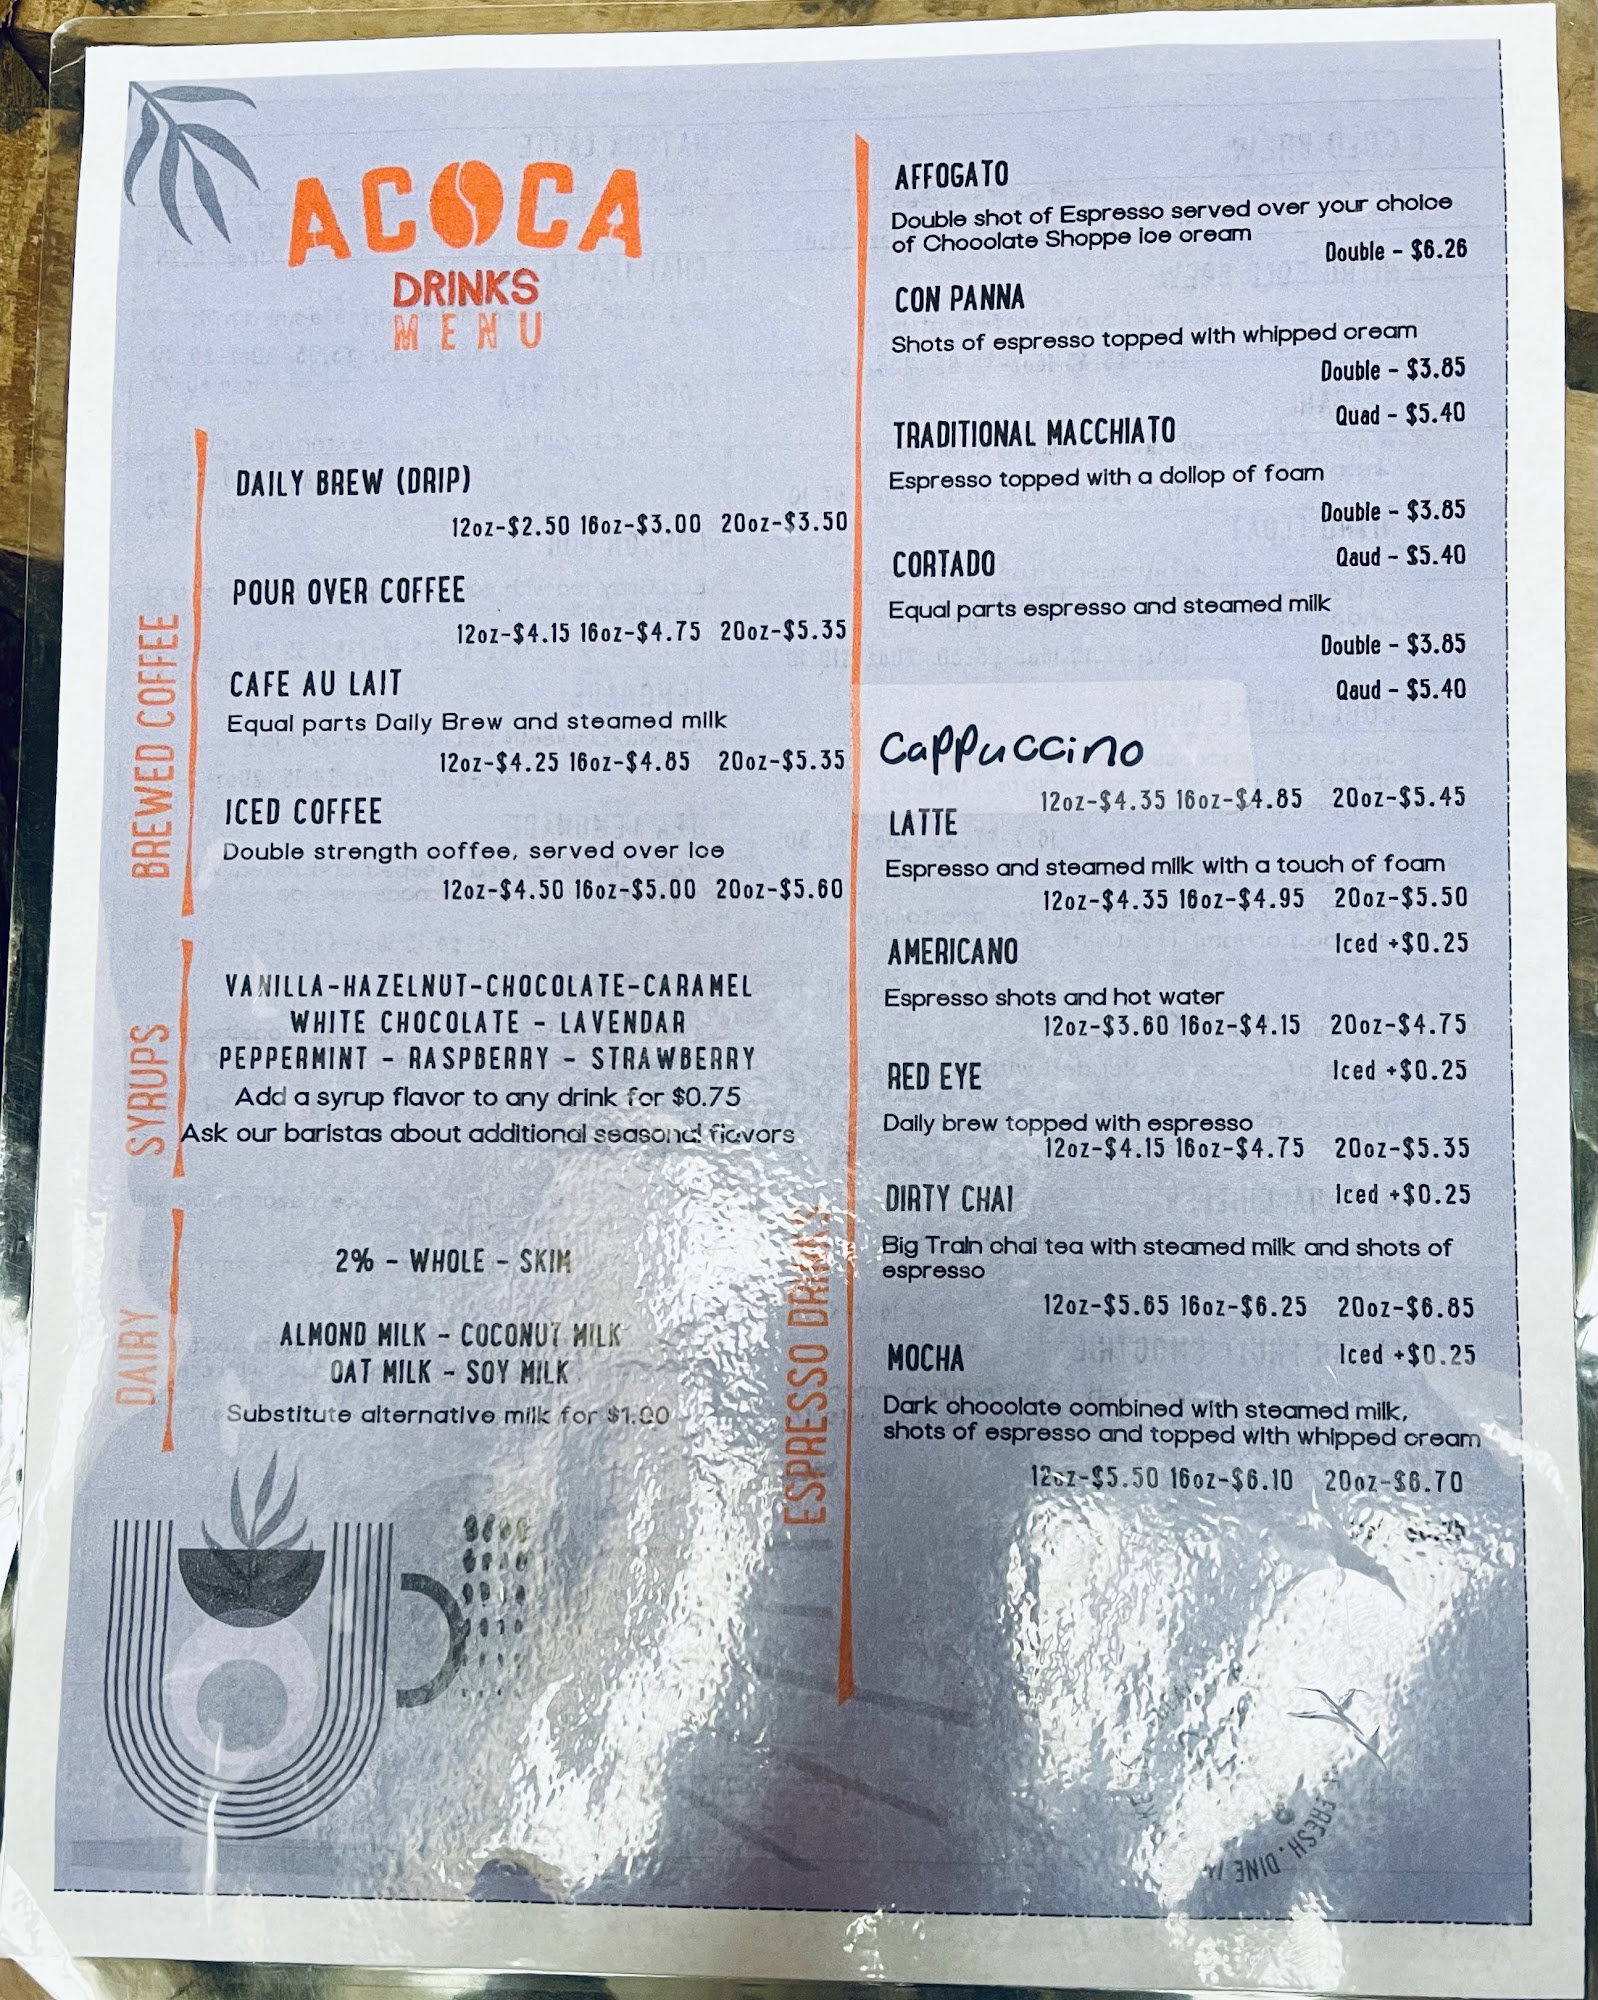 ACOCA
DRINKS
MENU
BREWED COFFEE
DAILY BREW (DRIP)
12oz-$2.50 16oz-$3.00 20oz-$3.50
POUR OVER COFFEE
12oz-$4.15 16oz-$4.75 20oz-$5.35
CAFE AU LAIT
Equal parts Daily Brew and steamed milk
12oz-$4.25 16oz-$4.85 20oz-$5.35
ICED COFFEE
Double strength coffee, served over ice
12oz-$4.50 16oz-$5.00 20oz-$5.60
SYRUPS
VANILLA-HAZELNUT-CHOCOLATE-CARAMEL
WHITE CHOCOLATE - LAVENDAR
PEPPERMINT - RASPBERRY - STRAWBERRY
Add a syrup flavor to any drink for $0.75
Ask our baristas about additional seasonal flavors
DAIRY
2% - WHOLE - SKIM
ALMOND MILK - COCONUT MILK
OAT MILK - SOY MILK
Substitute alternative milk for $1.00
ESPRESSO DRINKS
AFFOGATO
Double shot of Espresso served over your choice
of Chocolate Shoppe ice cream
Double - $6.26
CON PANNA
Shots of espresso topped with whipped cream
Double - $3.85
Quad - $5.40
TRADITIONAL MACCHIATO
Espresso topped with a dollop of foam
Double - $3.85
Qaud - $5.40
CORTADO
Equal parts espresso and steamed milk
Double - $3.85
Qaud - $5.40
Cappuccino
12oz-$4.35 16oz-$4.85 20oz-$5.45
LATTE
Espresso and steamed milk with a touch of foam
12oz-$4.35 16oz-$4.95 20oz-$5.50
Iced +$0.25
AMERICANO
Espresso shots and hot water
12oz-$3.60 16oz-$4.15 20oz-$4.75
Iced +$0.25
RED EYE
Daily brew topped with espresso
12oz-$4.15 16oz-$4.75 20oz-$5.35
Iced +$0.25
DIRTY CHAI
Big Train chai tea with steamed milk and shots of
espresso
12oz-$5.65 16oz-$6.25 20oz-$6.85
Iced +$0.25
MOCHA
Dark chocolate combined with steamed milk,
shots of espresso and topped with whipped cream
12oz-$5.50 16oz-$6.10 20oz-$6.70
FRESH. DINE